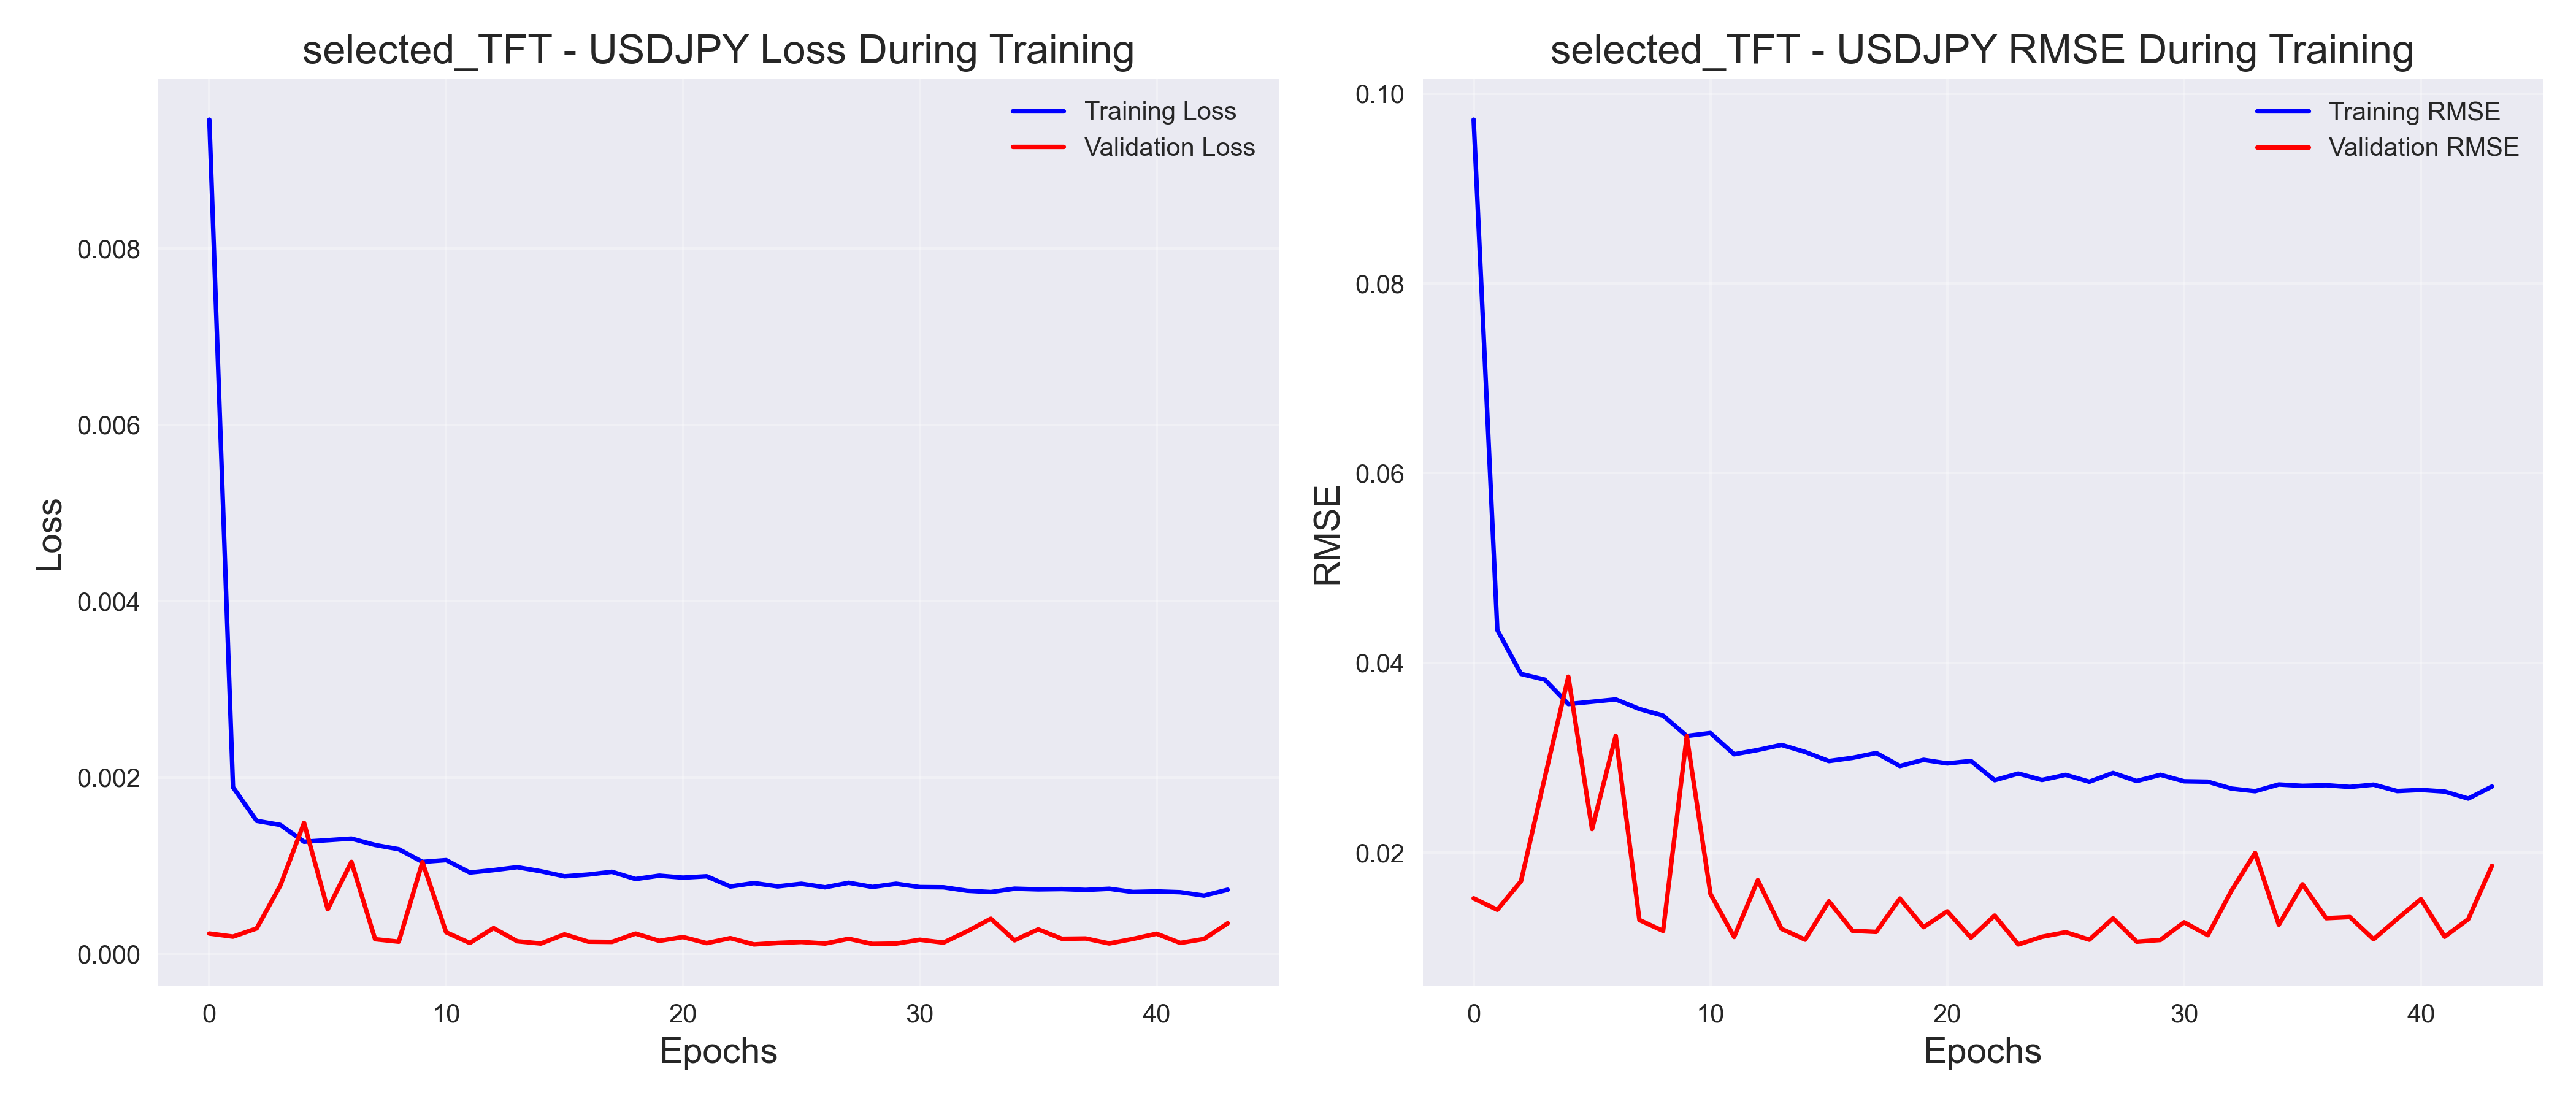 selected_TFT - USDJPY Loss During Training
Training Loss
Validation Loss
0.008
0.006
0.004
0.002
0.000
Loss
0 10 20 30 40
Epochs
selected_TFT - USDJPY RMSE During Training
Training RMSE
Validation RMSE
0.10
0.08
0.06
0.04
0.02
RMSE
0 10 20 30 40
Epochs